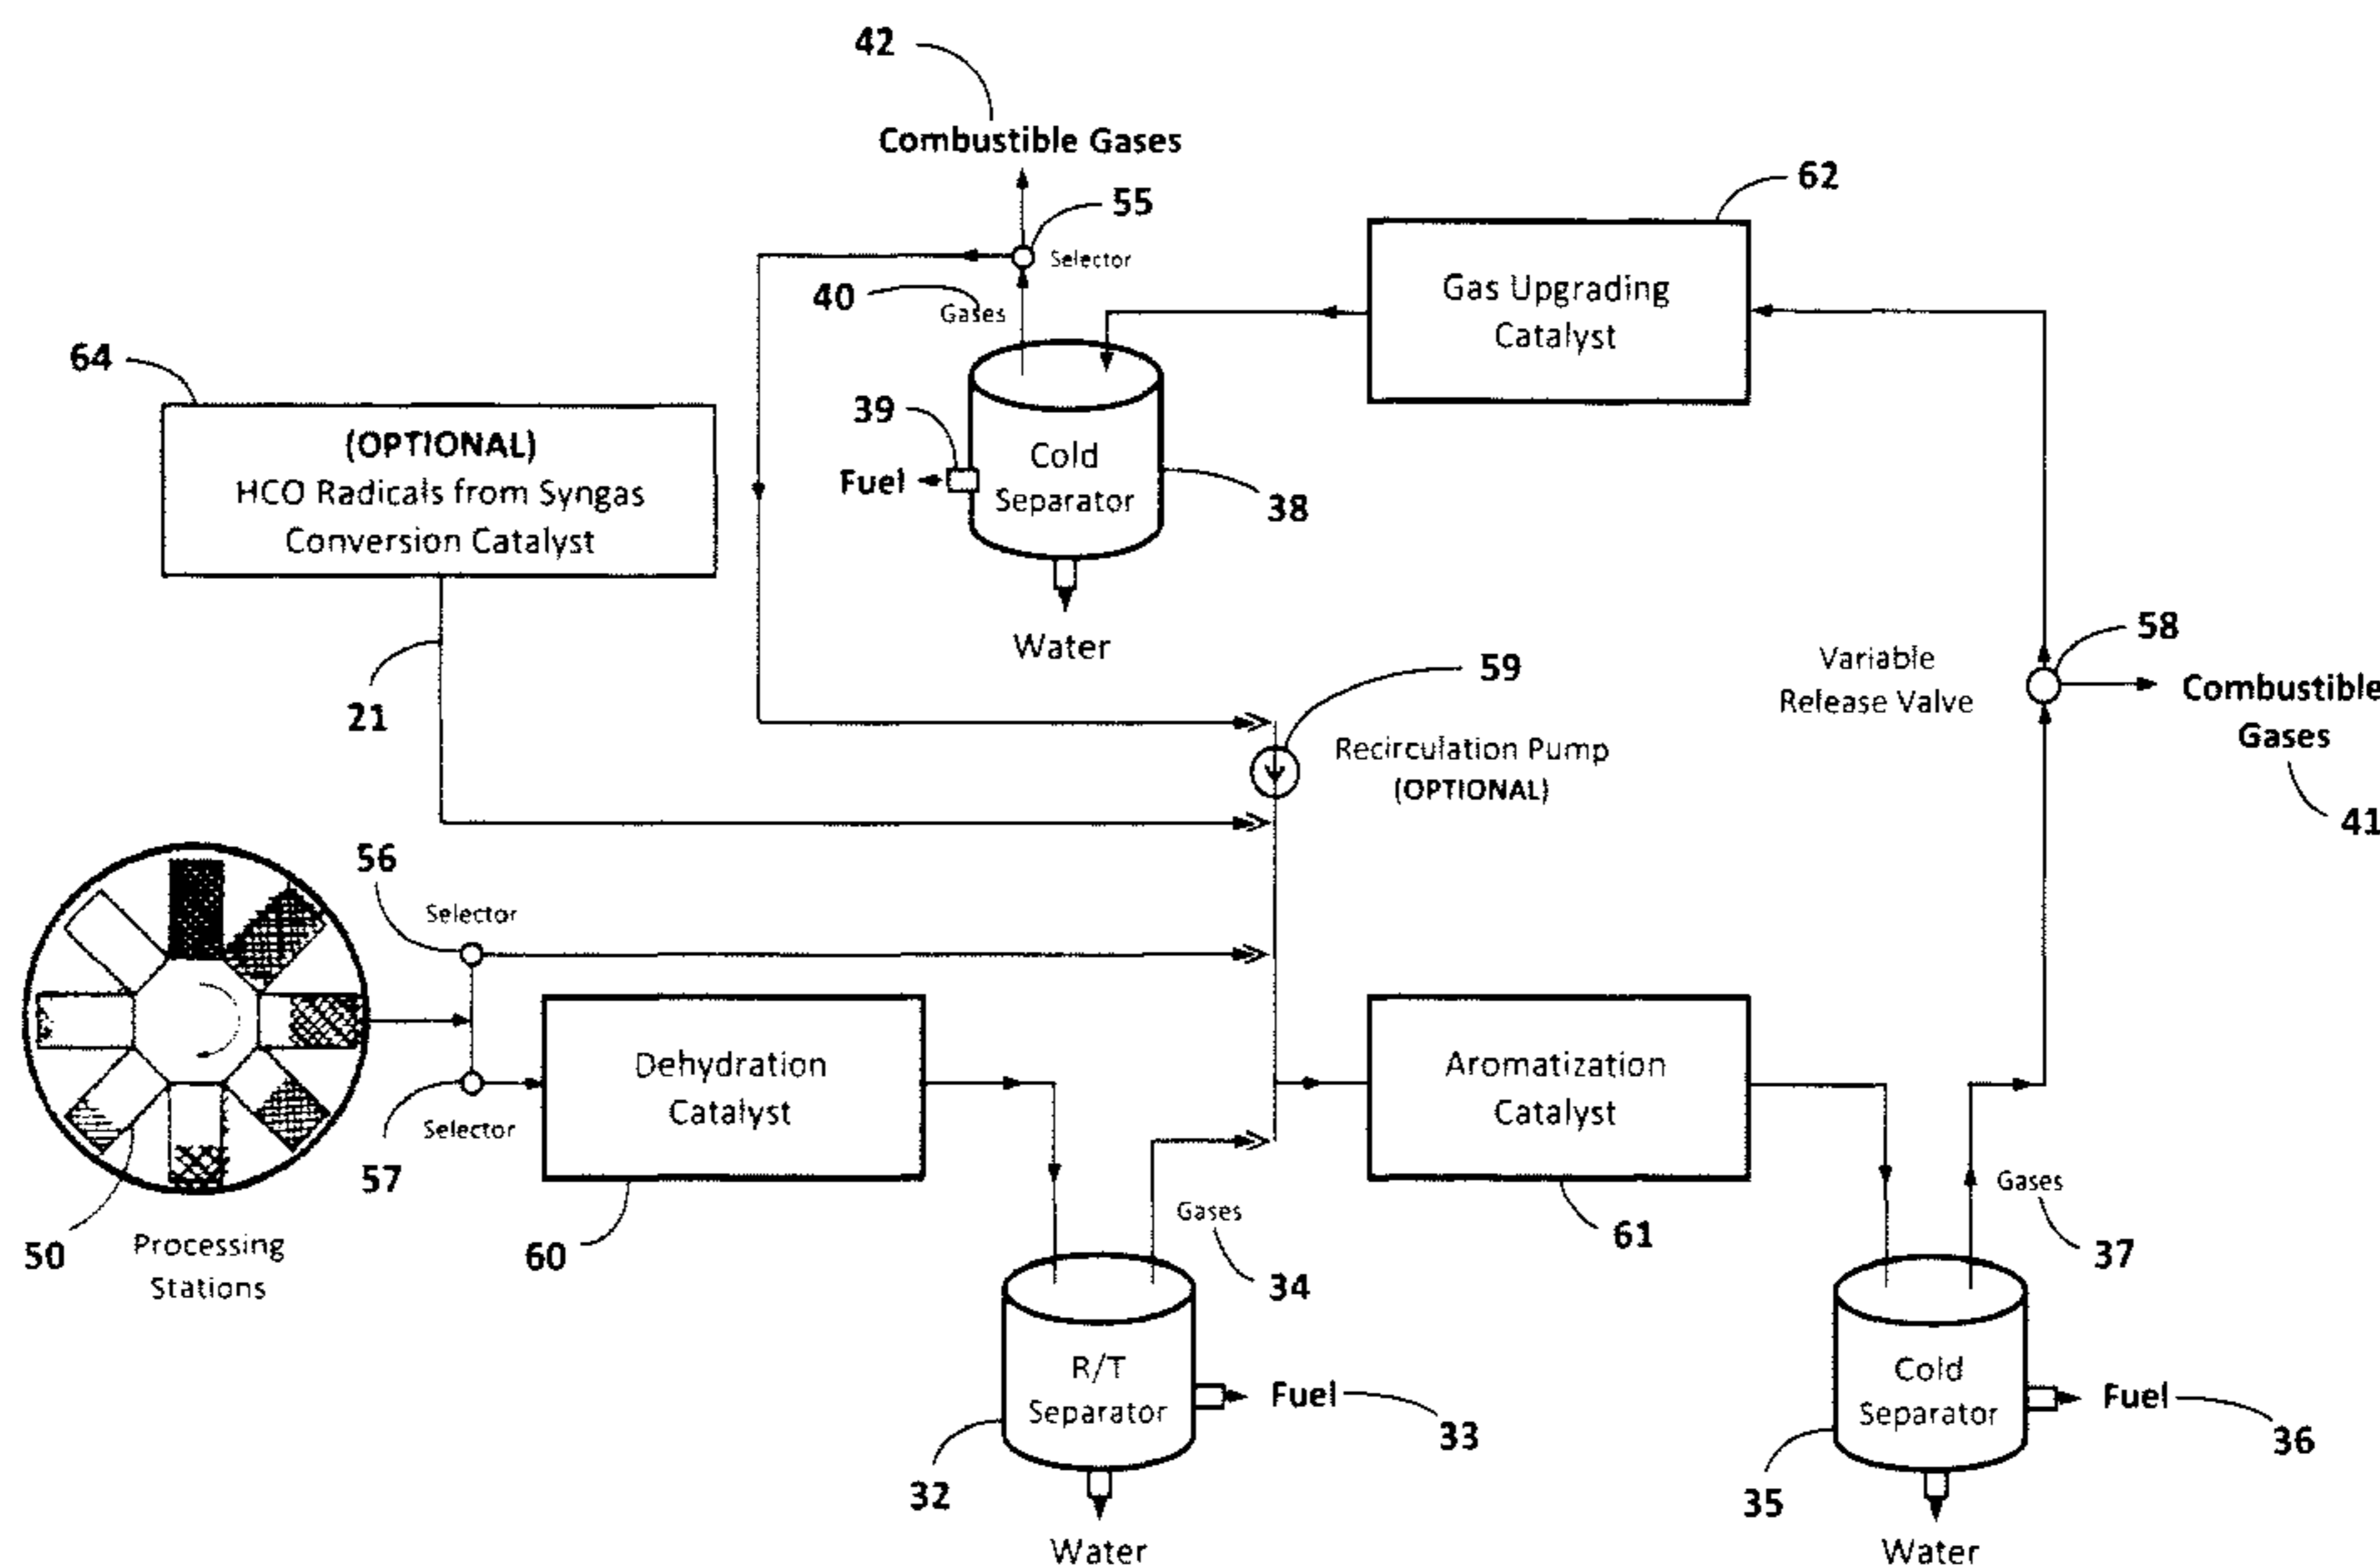 42
Combustible Gases
55
Selector
40
Gases
62
Gas Upgrading
Catalyst
64
(OPTIONAL)
HCO Radicals from Syngas
Conversion Catalyst
39
Fuel
Cold
Separator
38
Water
21
59
Recirculation Pump
(OPTIONAL)
Variable
Release Valve
58
Combustible
Gases
41
56
Selector
Selector
57
50
Processing
Stations
Dehydration
Catalyst
60
Aromatization
Catalyst
61
Gases
34
Gases
37
R/T
Separator
32
Fuel
33
Water
Cold
Separator
35
Fuel
36
Water